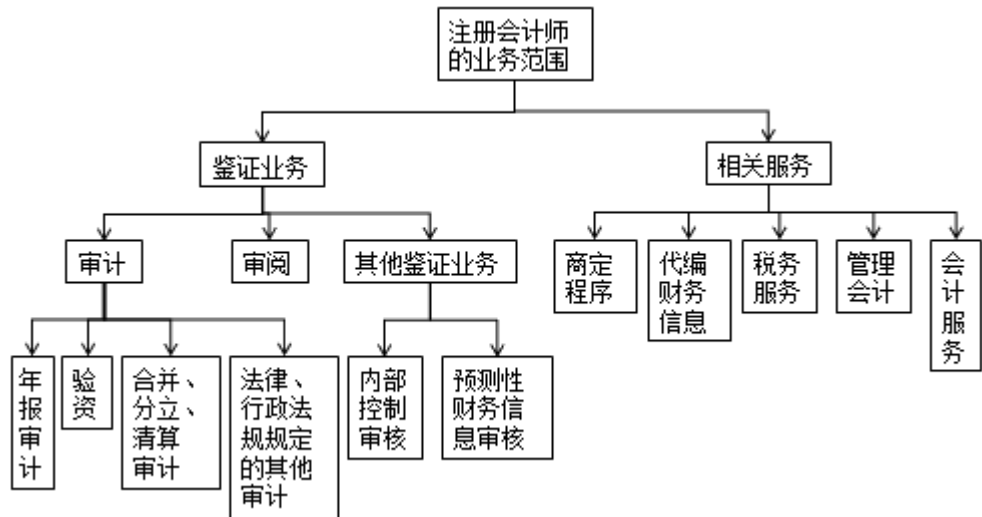 注册会计师
的业务范围
鉴证业务
相关服务
审计
审阅
其他鉴证业务
商定
程序
代编
财务
信息
税务
服务
管理
会计
会
计
服
务
年
报
审
计
验
资
合并、
分立、
清算
审计
法律、
行政法
规规定
的其他
审计
内部
控制
审核
预测性
财务信
息审核